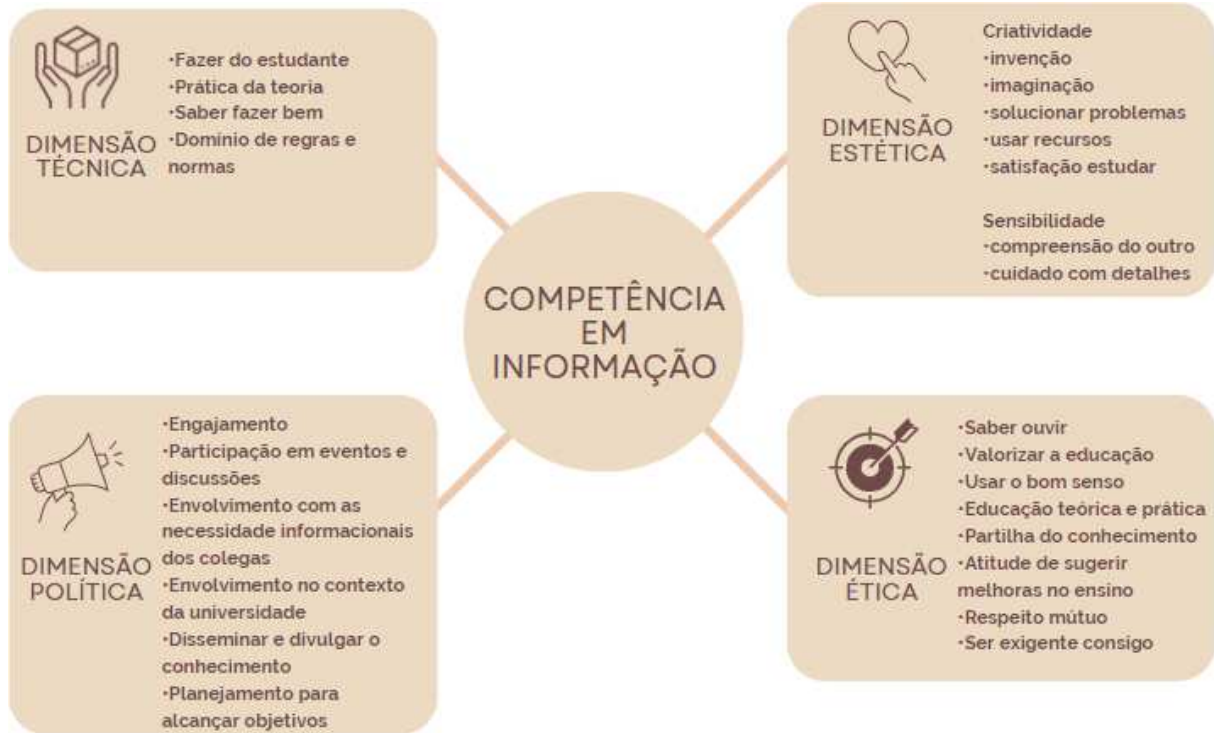 DIMENSÃO
TÉCNICA
•Fazer do estudante
•Prática da teoria
•Saber fazer bem
•Domínio de regras e
normas
DIMENSÃO
ESTÉTICA
Criatividade
•invenção
•imaginação
•solucionar problemas
•usar recursos
•satisfação estudar
Sensibilidade
•compreensão do outro
•cuidado com detalhes
COMPETÊNCIA
EM
INFORMAÇÃO
DIMENSÃO
POLÍTICA
•Engajamento
•Participação em eventos e
discussões
•Envolvimento com as
necessidade informacionais
dos colegas
•Envolvimento no contexto
da universidade
•Disseminar e divulgar o
conhecimento
•Planejamento para
alcançar objetivos
DIMENSÃO
ÉTICA
•Saber ouvir
•Valorizar a educação
•Usar o bom senso
•Educação teórica e prática
•Partilha do conhecimento
•Atitude de sugerir
melhoras no ensino
•Respeito mútuo
•Ser exigente consigo